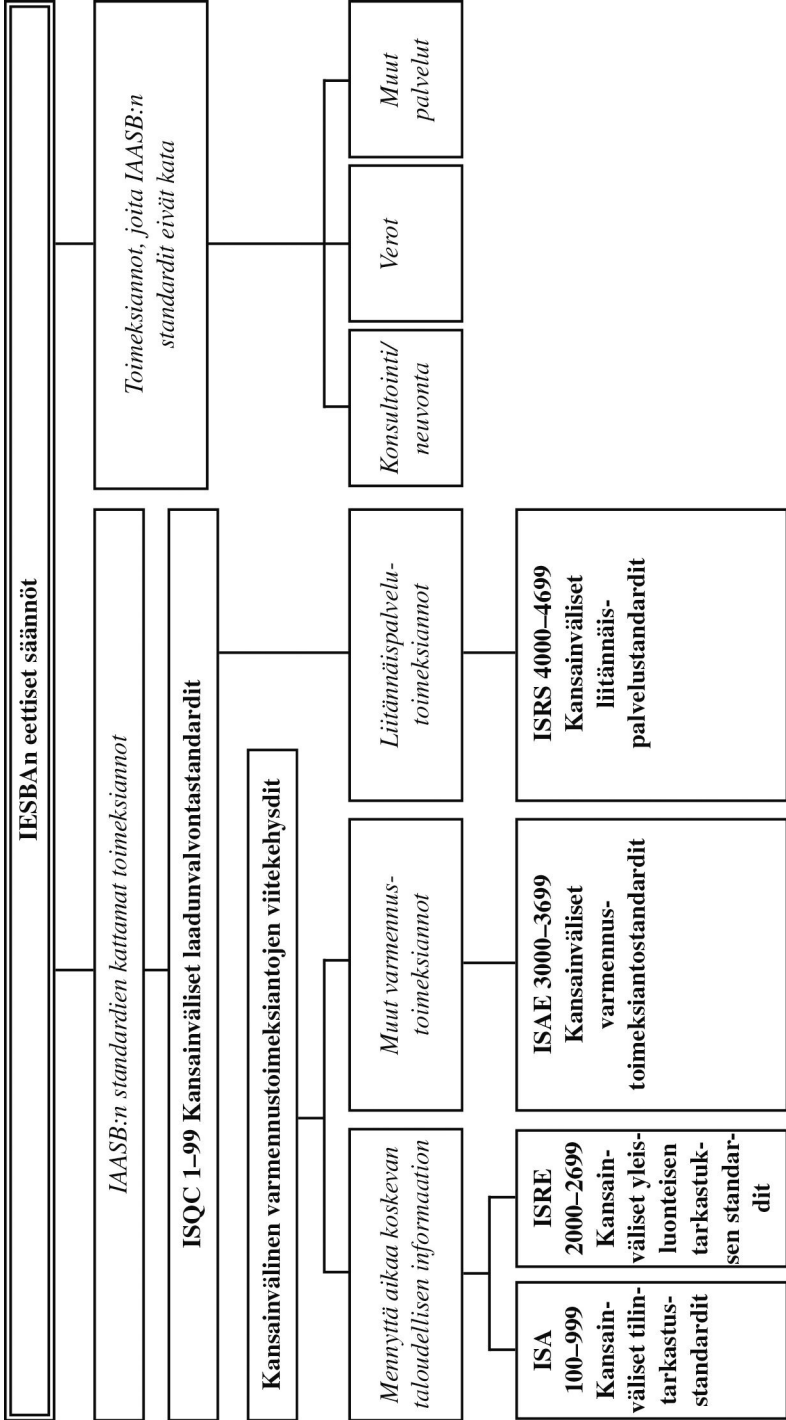 IESBAn eettiset säännöt
IAASB:n standardien kattamat toimeksiannot
Toimeksiannot, joita IAASB:n
standardit eivät kata
ISQC 1–99 Kansainväliset laadunvalvontastandardit
Kansainvälinen varmennustoimeksiantojen viitekehysdit
Mennyttä aikaa koskevan
taloudellisen informaation
Muut varmennus-
toimeksiannot
Liitännäispalvelu-
toimeksiannot
Konsultointi/
neuvonta
Verot
Muut
palvelut
ISA
100–999
Kansain-
väliset tilin-
tarkastus-
standardit
ISRE
2000–2699
Kansain-
väliset yleis-
luonteisen
tarkastuk-
sen standar-
dit
ISAE 3000–3699
Kansainväliset
varmennus-
toimeksiantostandardit
ISRS 4000–4699
Kansainväliset
liitännäis-
palvelustandardit